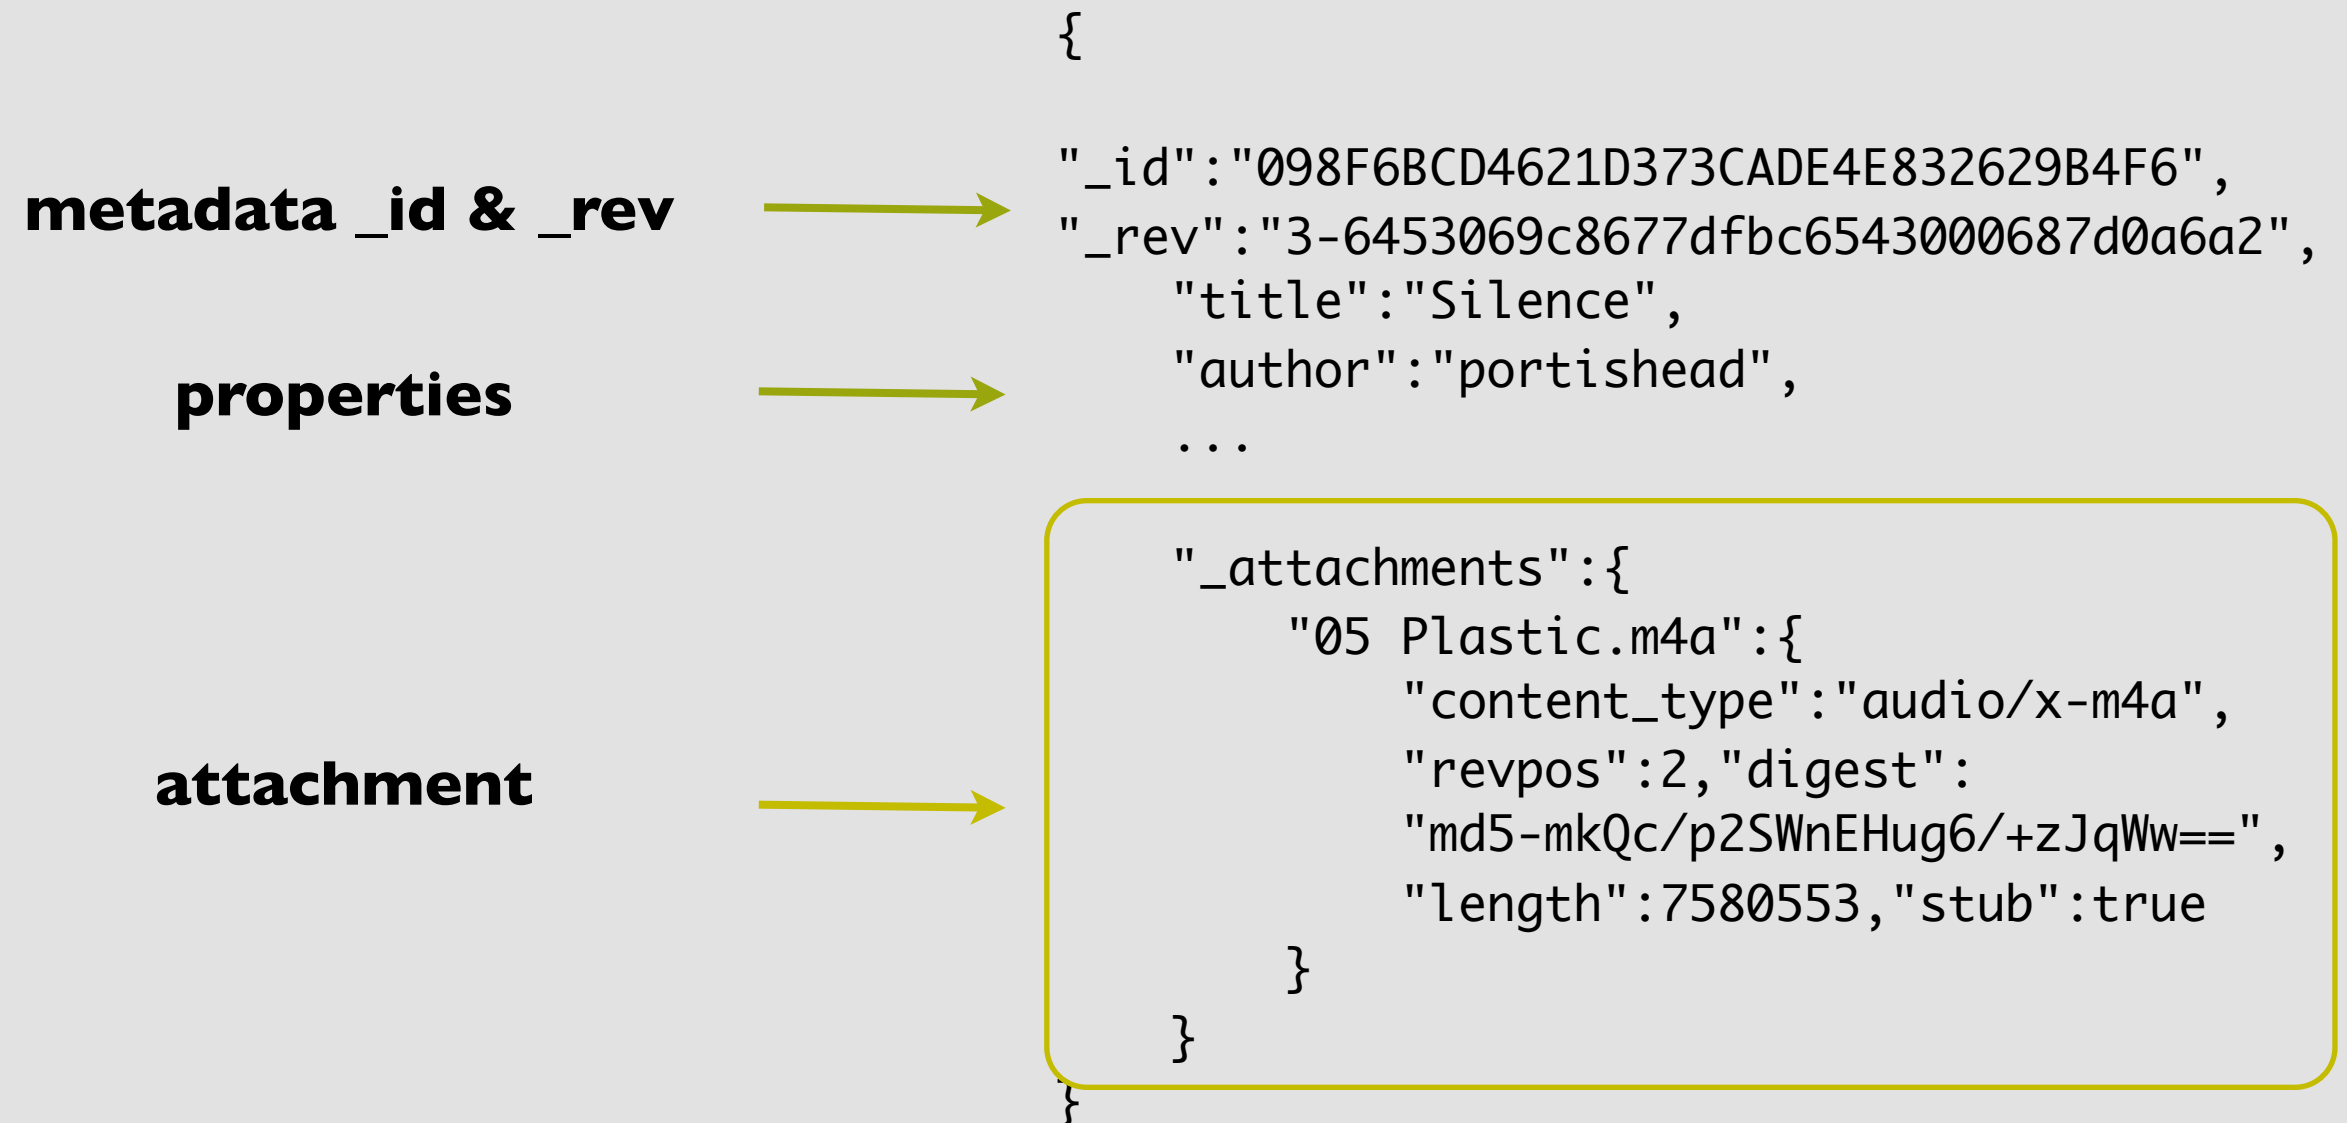 {
metadata _id & _rev
"_id":"098F6BCD4621D373CADE4E832629B4F6",
"_rev":"3-6453069c8677dfbc6543000687d0a6a2",
"title":"Silence",
properties
"author":"portishead",
...
"_attachments":{
"05 Plastic.m4a":{
"content_type":"audio/x-m4a",
attachment
"revpos":2,"digest":
"md5-mkQc/p2SWnEHug6/+zJqWw==",
"length":7580553,"stub":true
}
}
}